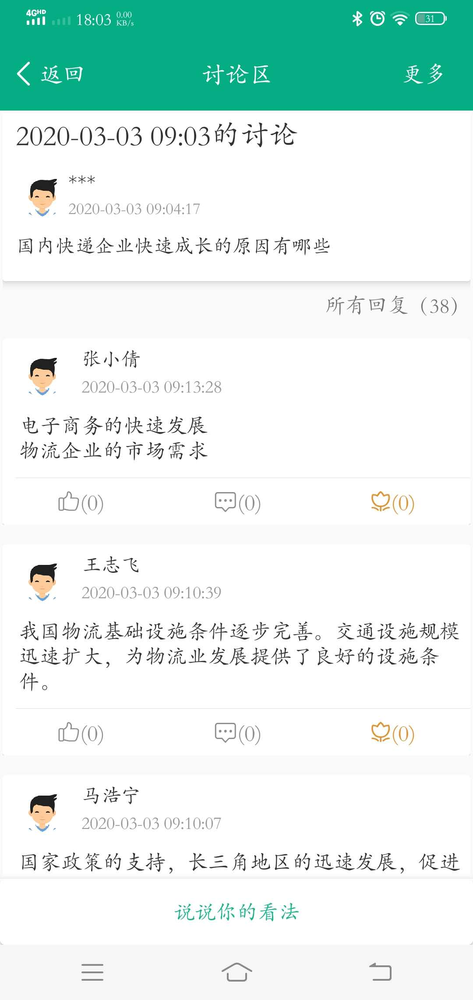 4GHD 18:03 0.00 KB/s 31
返回 讨论区 更多
2020-03-03 09:03的讨论
***
2020-03-03 09:04:17
国内快递企业快速成长的原因有哪些
所有回复（38）
张小倩
2020-03-03 09:13:28
电子商务的快速发展
物流企业的市场需求
(0) (0) (0)
王志飞
2020-03-03 09:10:39
我国物流基础设施条件逐步完善。交通设施规模
迅速扩大，为物流业发展提供了良好的设施条
件。
(0) (0) (0)
马浩宁
2020-03-03 09:10:07
国家政策的支持，长三角地区的迅速发展，促进
说说你的看法